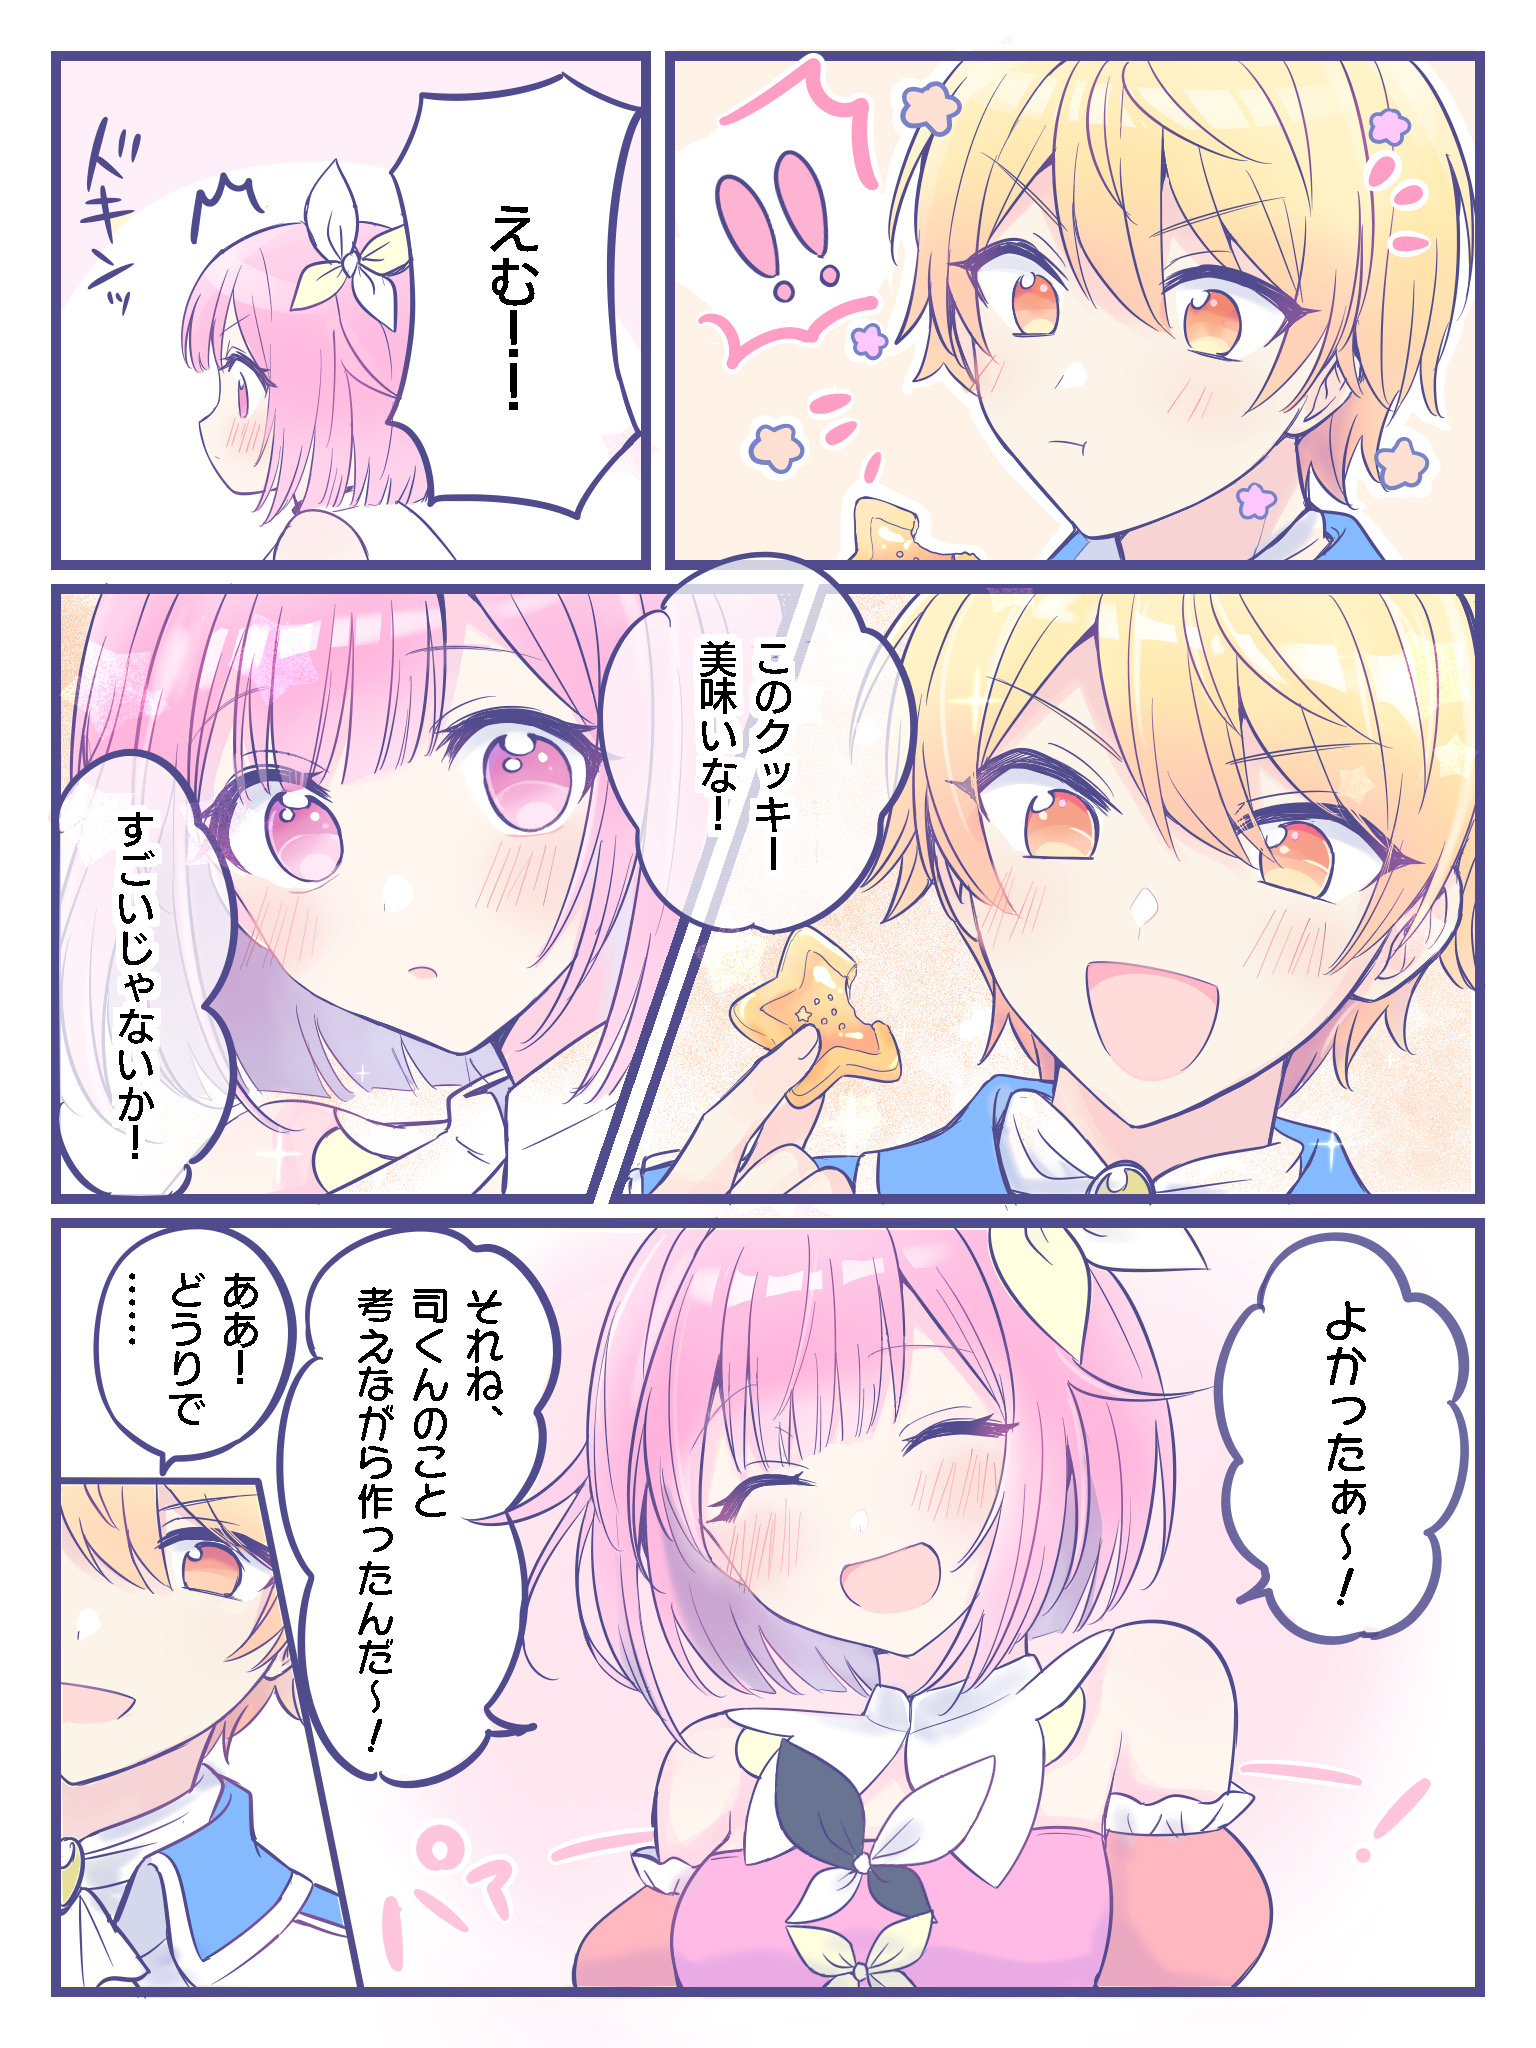 !!
えむ！！
ドキンッ
このクッキー
美味いな！
すごいじゃないか！
よかったぁ〜！
それね、
司くんのこと
考えながら作ったんだ〜！
パァー
ああ！
どうりで
……